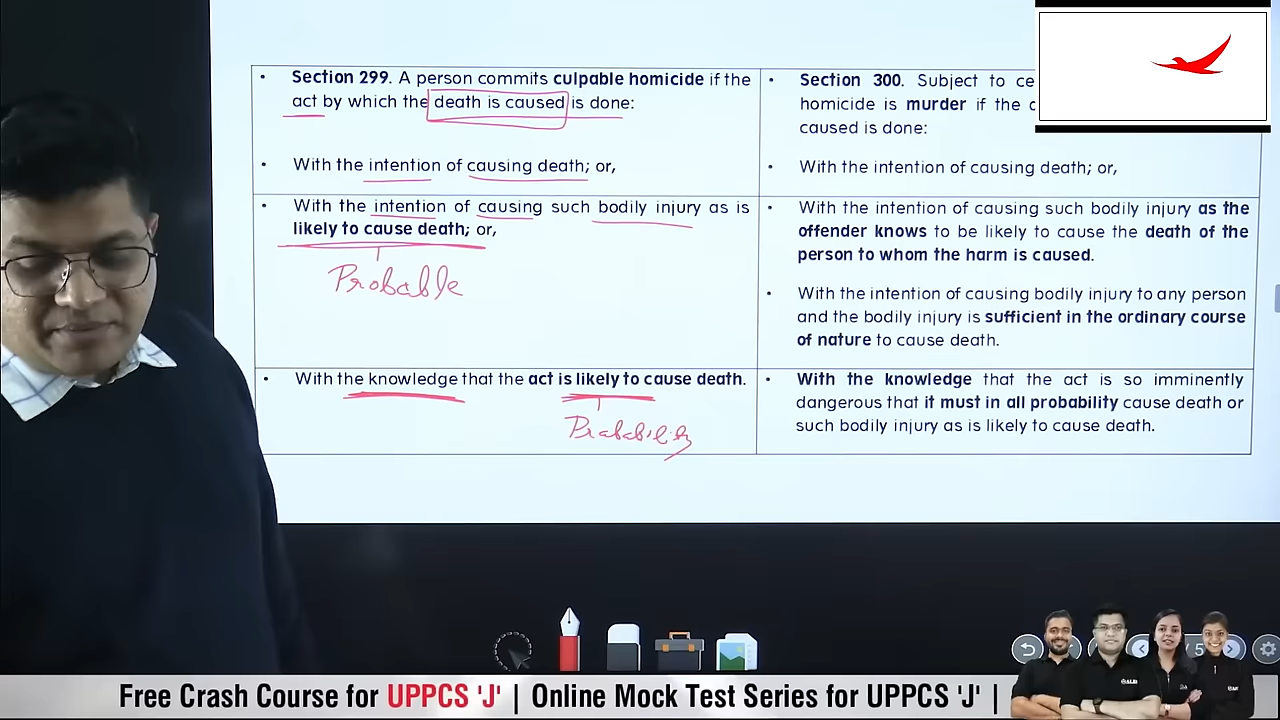 • Section 299. A person commits culpable homicide if the
act by which the death is caused is done:
• With the intention of causing death; or,
• With the intention of causing such bodily injury as is
likely to cause death; or,
Probable
• With the knowledge that the act is likely to cause death.
Probability
• Section 300. Subject to ce
homicide is murder if the
caused is done:
• With the intention of causing death; or,
• With the intention of causing such bodily injury as the
offender knows to be likely to cause the death of the
person to whom the harm is caused.
• With the intention of causing bodily injury to any person
and the bodily injury is sufficient in the ordinary course
of nature to cause death.
• With the knowledge that the act is so imminently
dangerous that it must in all probability cause death or
such bodily injury as is likely to cause death.
/ 5
Free Crash Course for UPPCS 'J' | Online Mock Test Series for UPPCS 'J' |